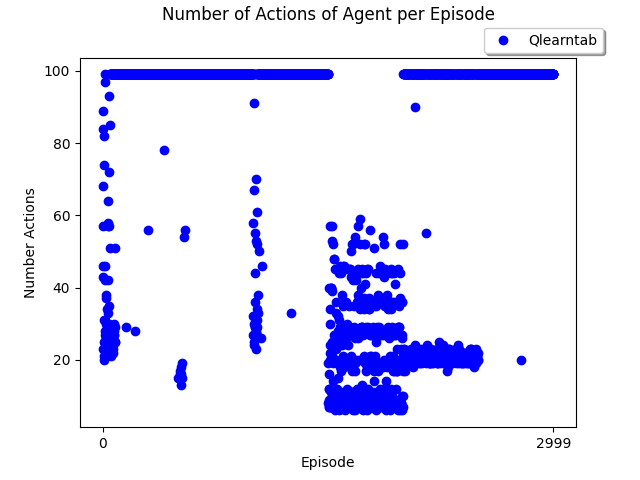 Number of Actions of Agent per Episode
Qlearntab
100
80
60
40
20
Number Actions
0
2999
Episode